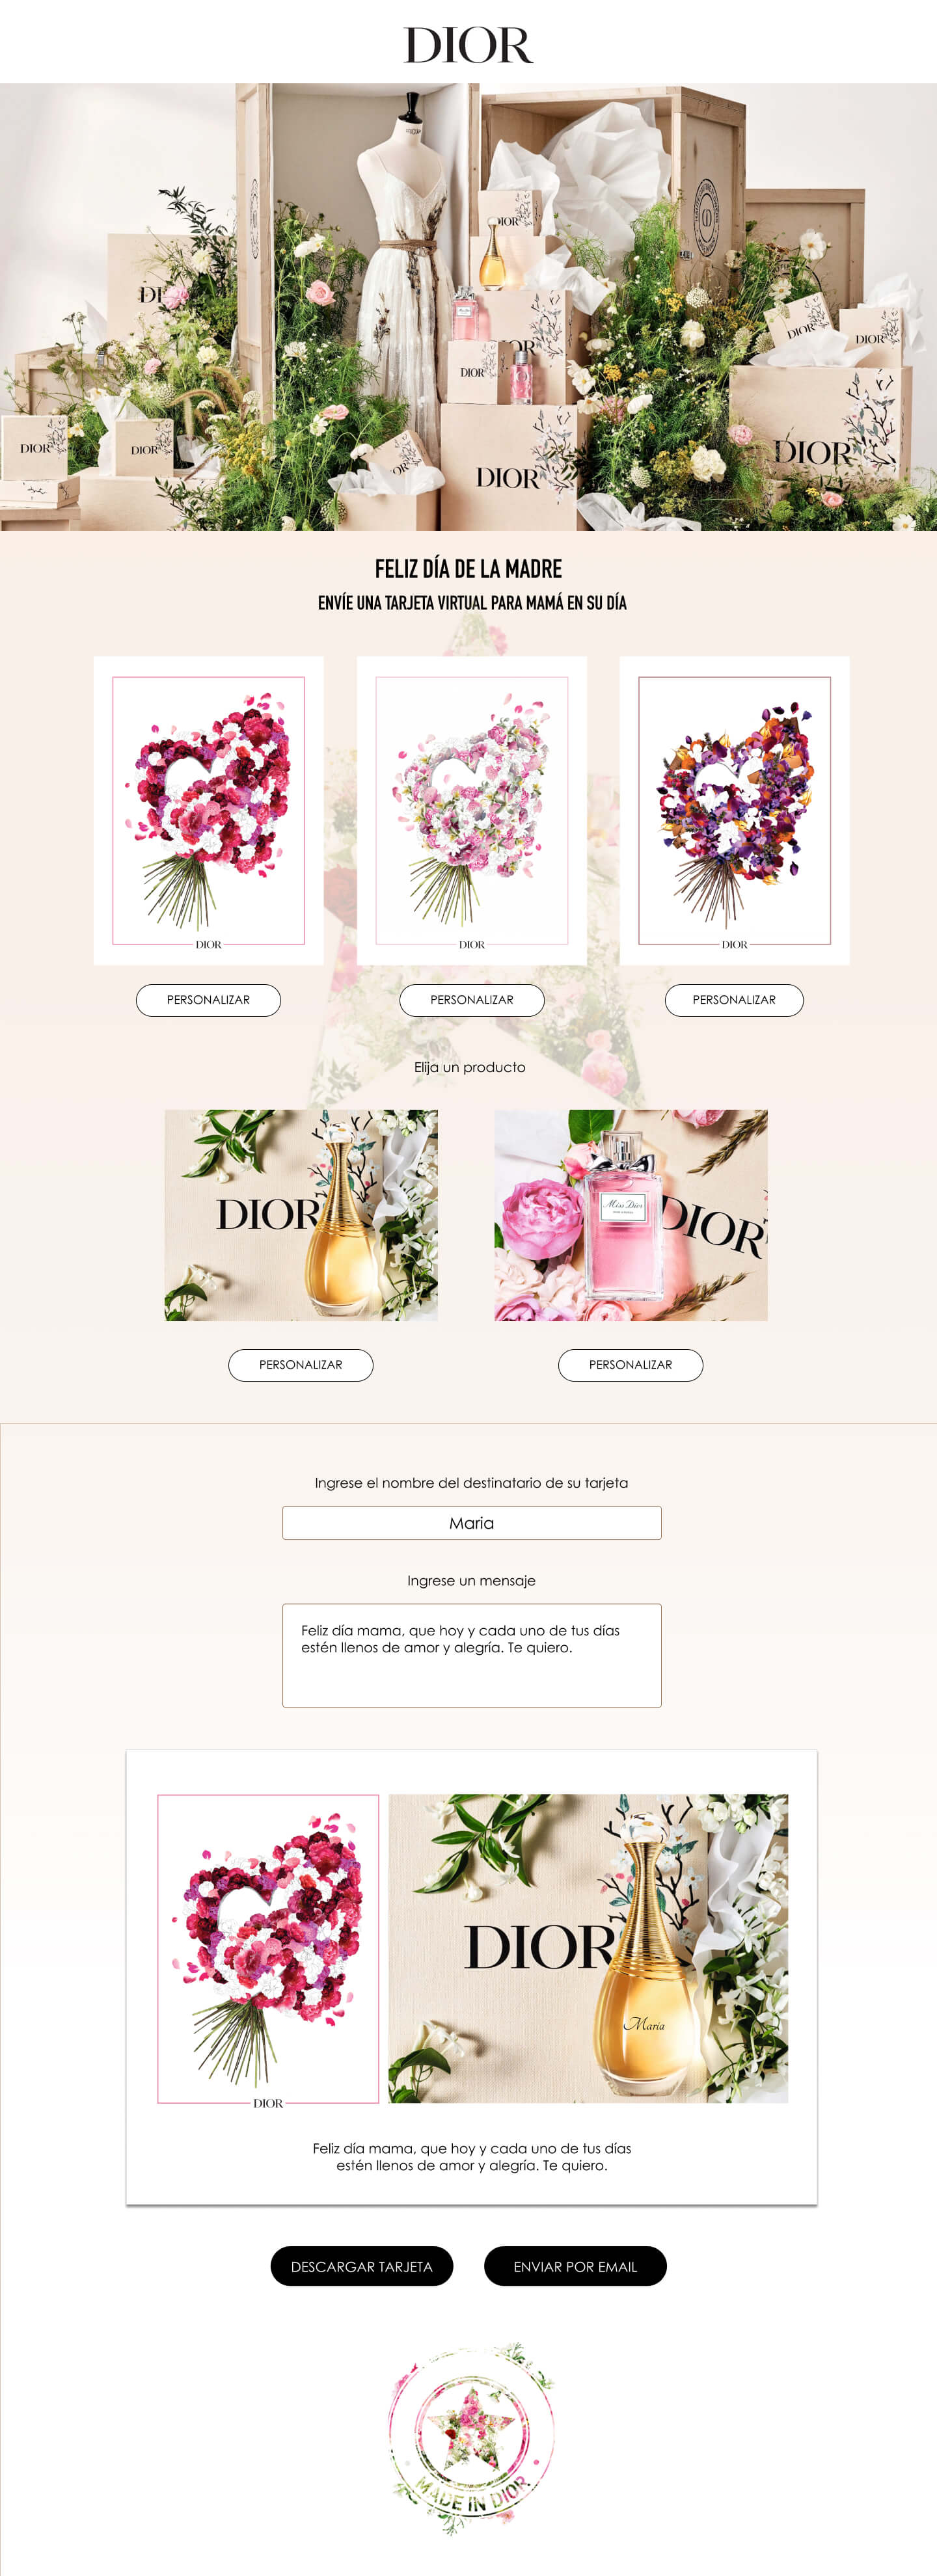 DIOR
DIOR
DIOR
DIOR
DIOR
DIOR
DIOR
DIOR
DIOR
DIOR
FELIZ DÍA DE LA MADRE
ENVÍE UNA TARJETA VIRTUAL PARA MAMÁ EN SU DÍA
DIOR
DIOR
DIOR
PERSONALIZAR
PERSONALIZAR
PERSONALIZAR
Elija un producto
DIOR
Miss Dior
DIOR
PERSONALIZAR
PERSONALIZAR
Ingrese el nombre del destinatario de su tarjeta
Maria
Ingrese un mensaje
Feliz día mama, que hoy y cada uno de tus días
estén llenos de amor y alegría. Te quiero.
DIOR
Maria
DIOR
Feliz día mama, que hoy y cada uno de tus días
estén llenos de amor y alegría. Te quiero.
DESCARGAR TARJETA
ENVIAR POR EMAIL
MADE IN DIOR